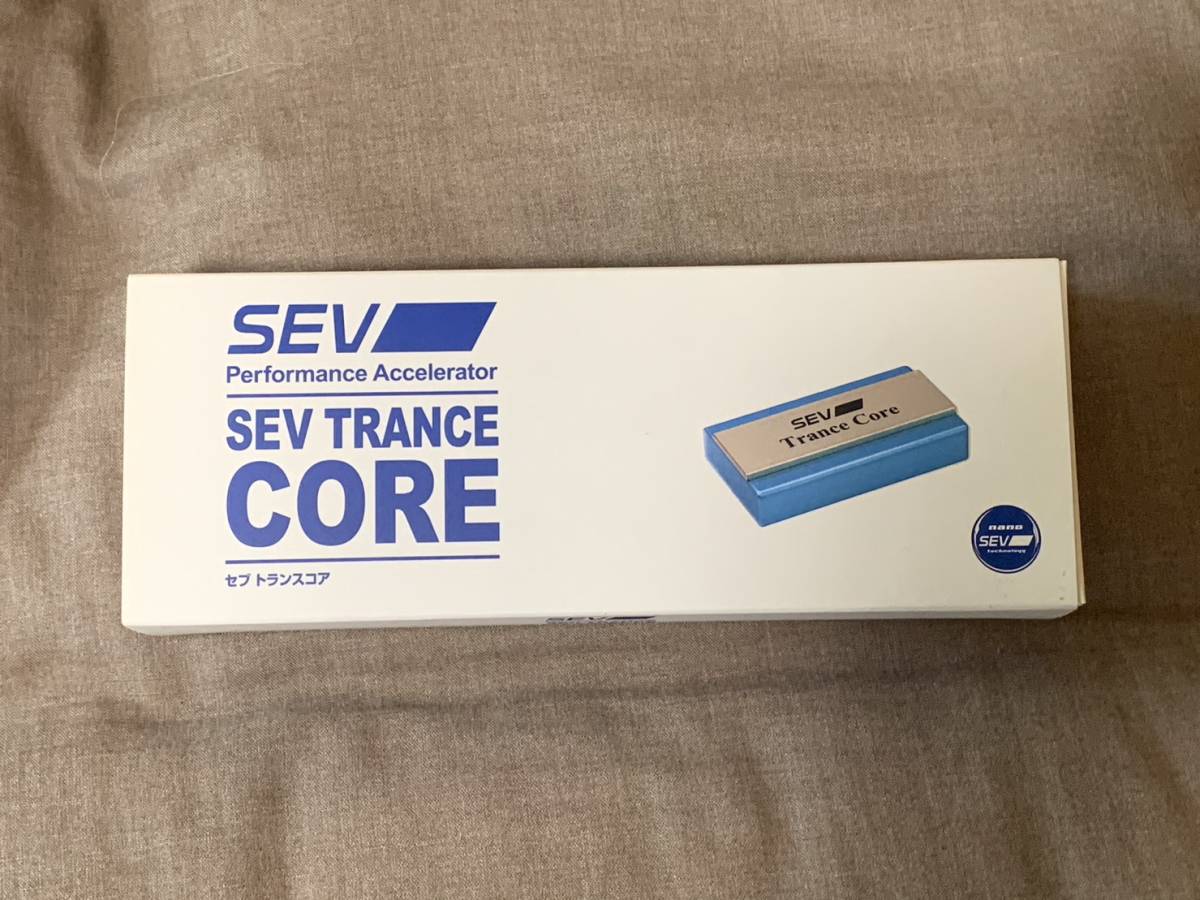 SEV
Performance Accelerator
SEV TRANCE
CORE
セブ トランスコア
SEV
Trance Core
nano
SEV
SEV